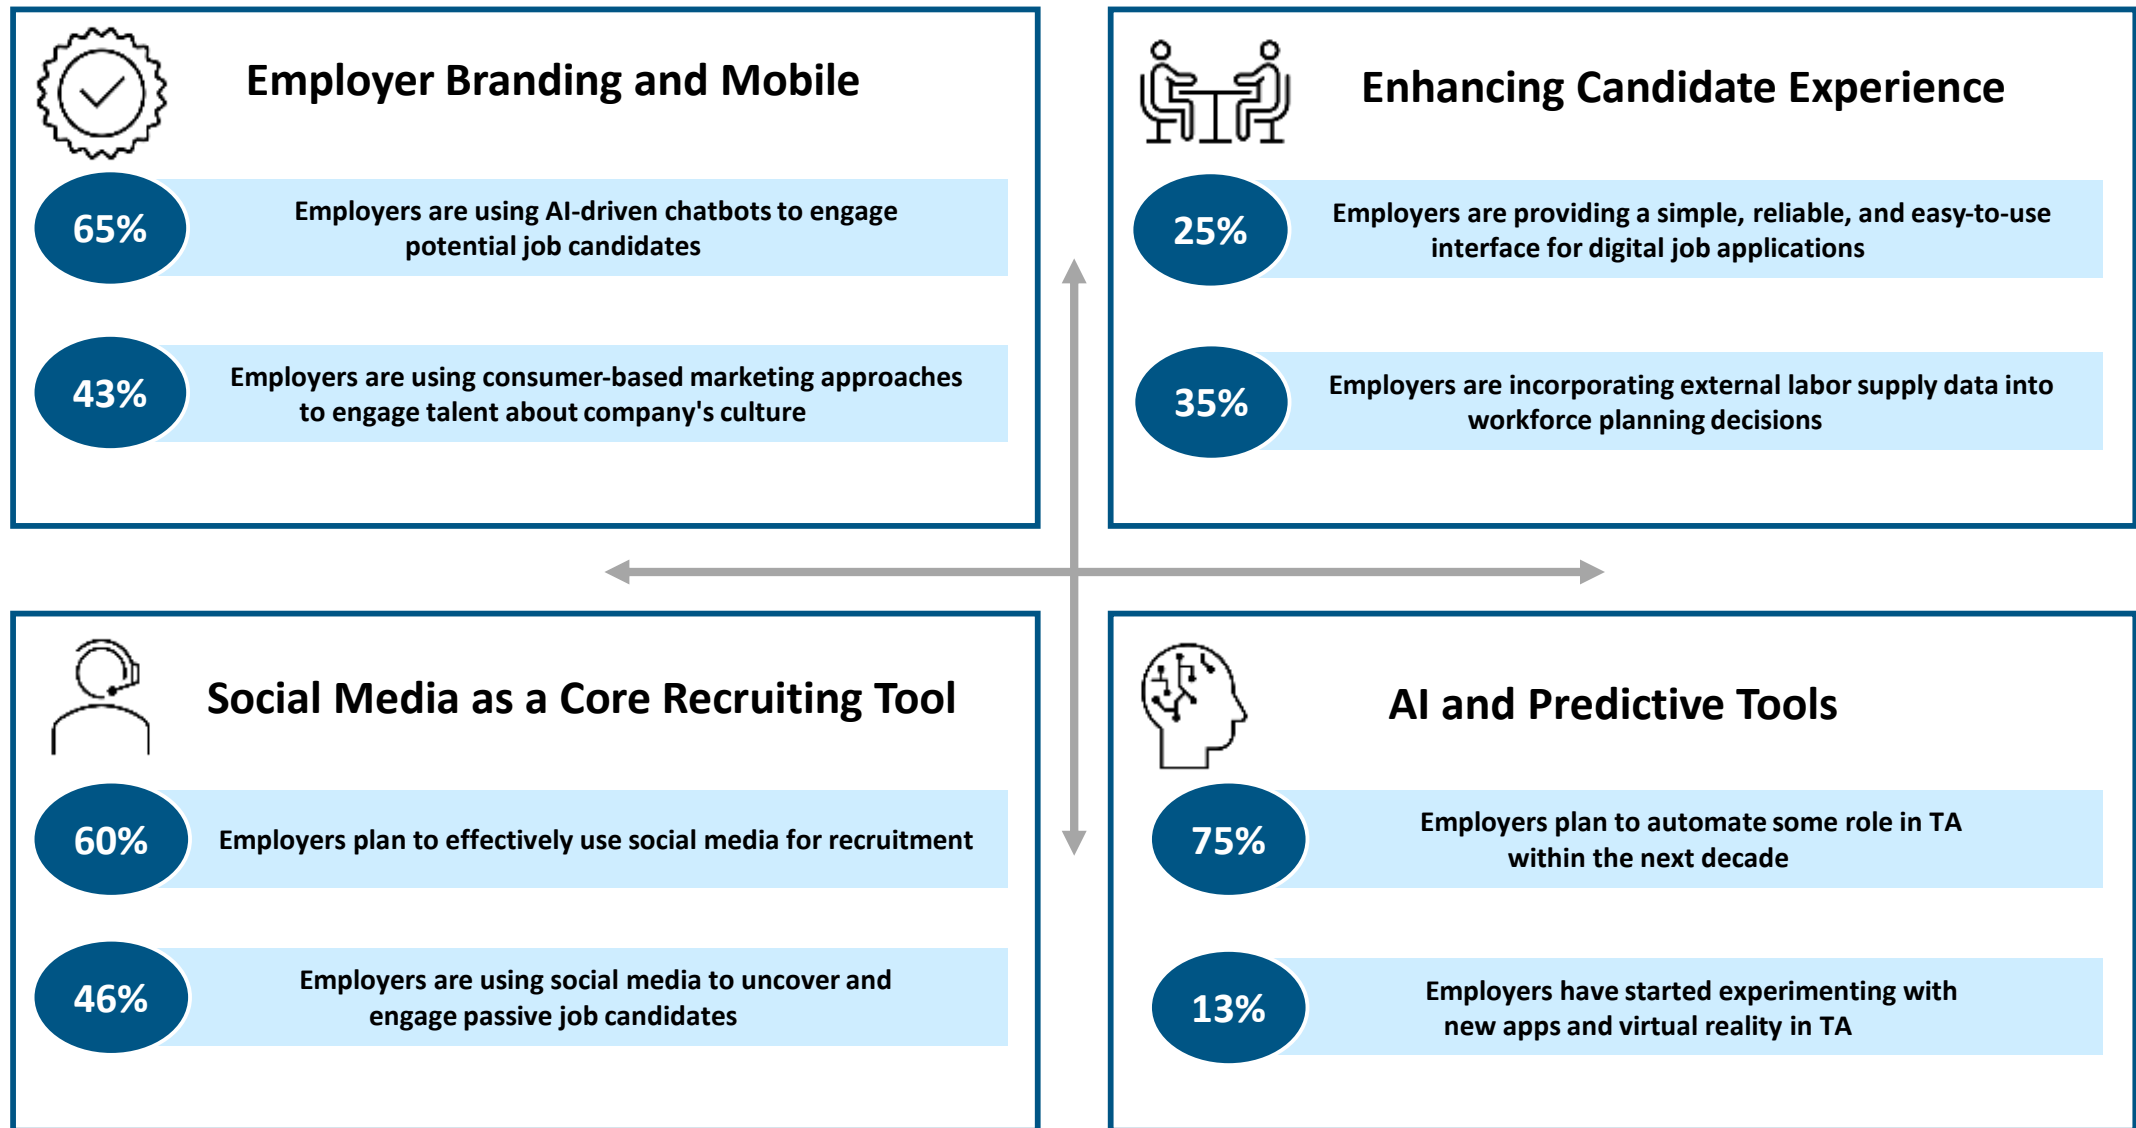 Employer Branding and Mobile
65%
Employers are using AI-driven chatbots to engage
potential job candidates
43%
Employers are using consumer-based marketing approaches
to engage talent about company's culture
Enhancing Candidate Experience
25%
Employers are providing a simple, reliable, and easy-to-use
interface for digital job applications
35%
Employers are incorporating external labor supply data into
workforce planning decisions
Social Media as a Core Recruiting Tool
60%
Employers plan to effectively use social media for recruitment
46%
Employers are using social media to uncover and
engage passive job candidates
AI and Predictive Tools
75%
Employers plan to automate some role in TA
within the next decade
13%
Employers have started experimenting with
new apps and virtual reality in TA